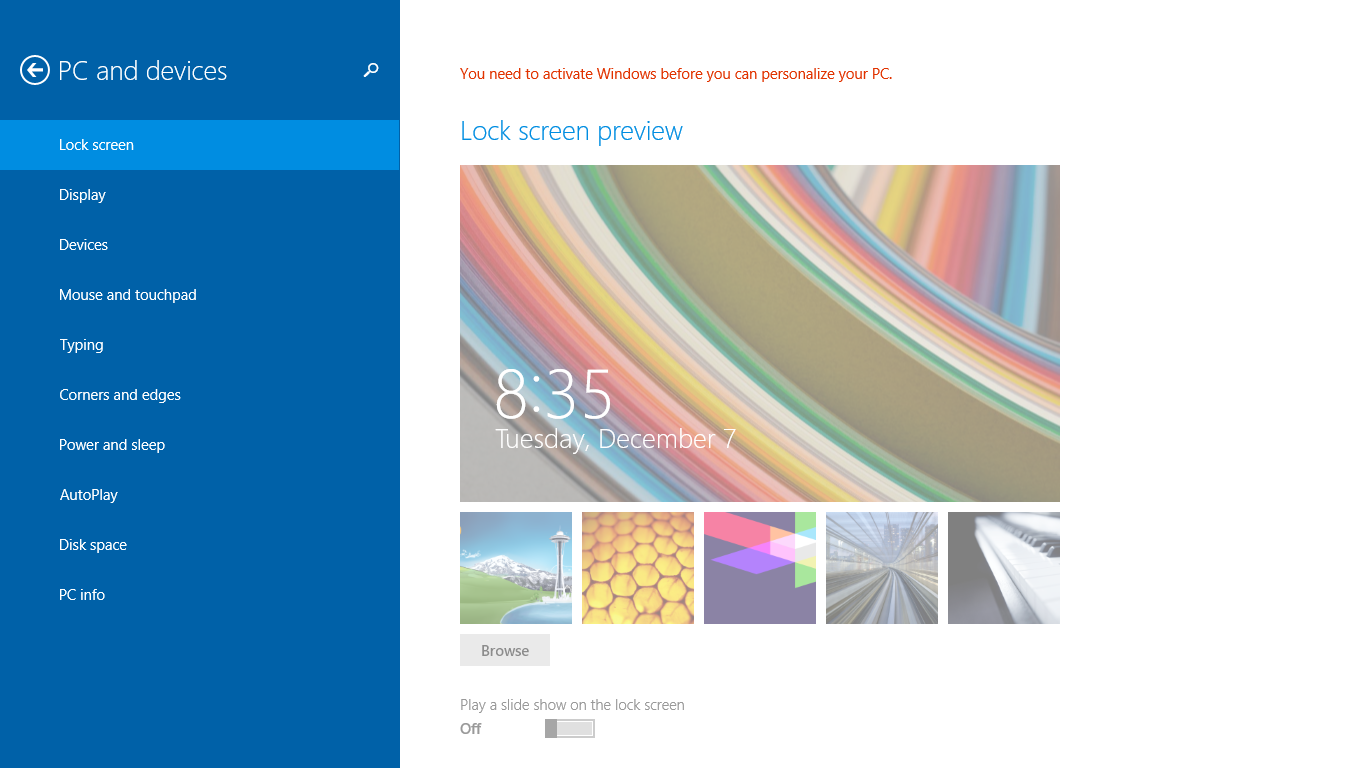 PC and devices
Lock screen
Display
Devices
Mouse and touchpad
Typing
Corners and edges
Power and sleep
AutoPlay
Disk space
PC info
You need to activate Windows before you can personalize your PC.
Lock screen preview
8:35
Tuesday, December 7
Browse
Play a slide show on the lock screen
Off